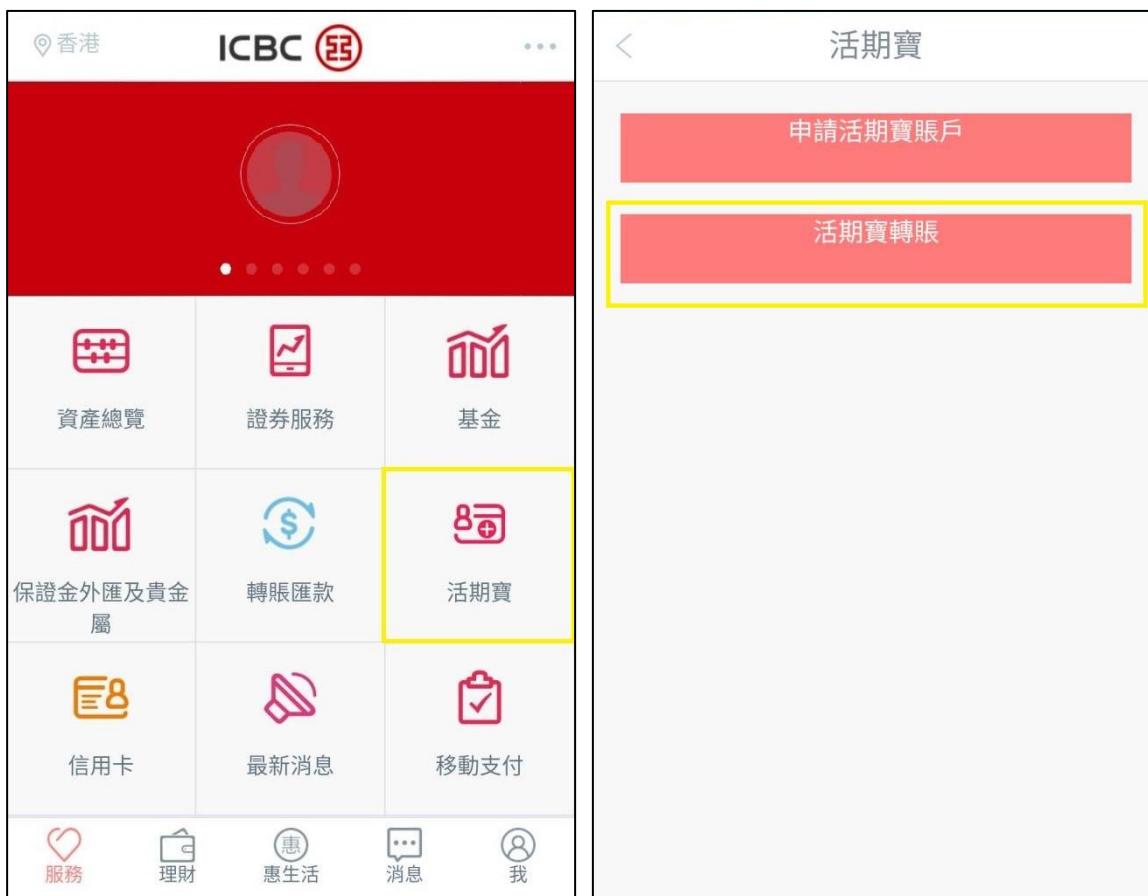 香港
ICBC
資產總覽
證券服務
基金
保證金外匯及貴金
屬
轉賬匯款
活期寶
信用卡
最新消息
移動支付
服務
理財
惠
惠生活
消息
我
活期寶
申請活期寶賬戶
活期寶轉賬